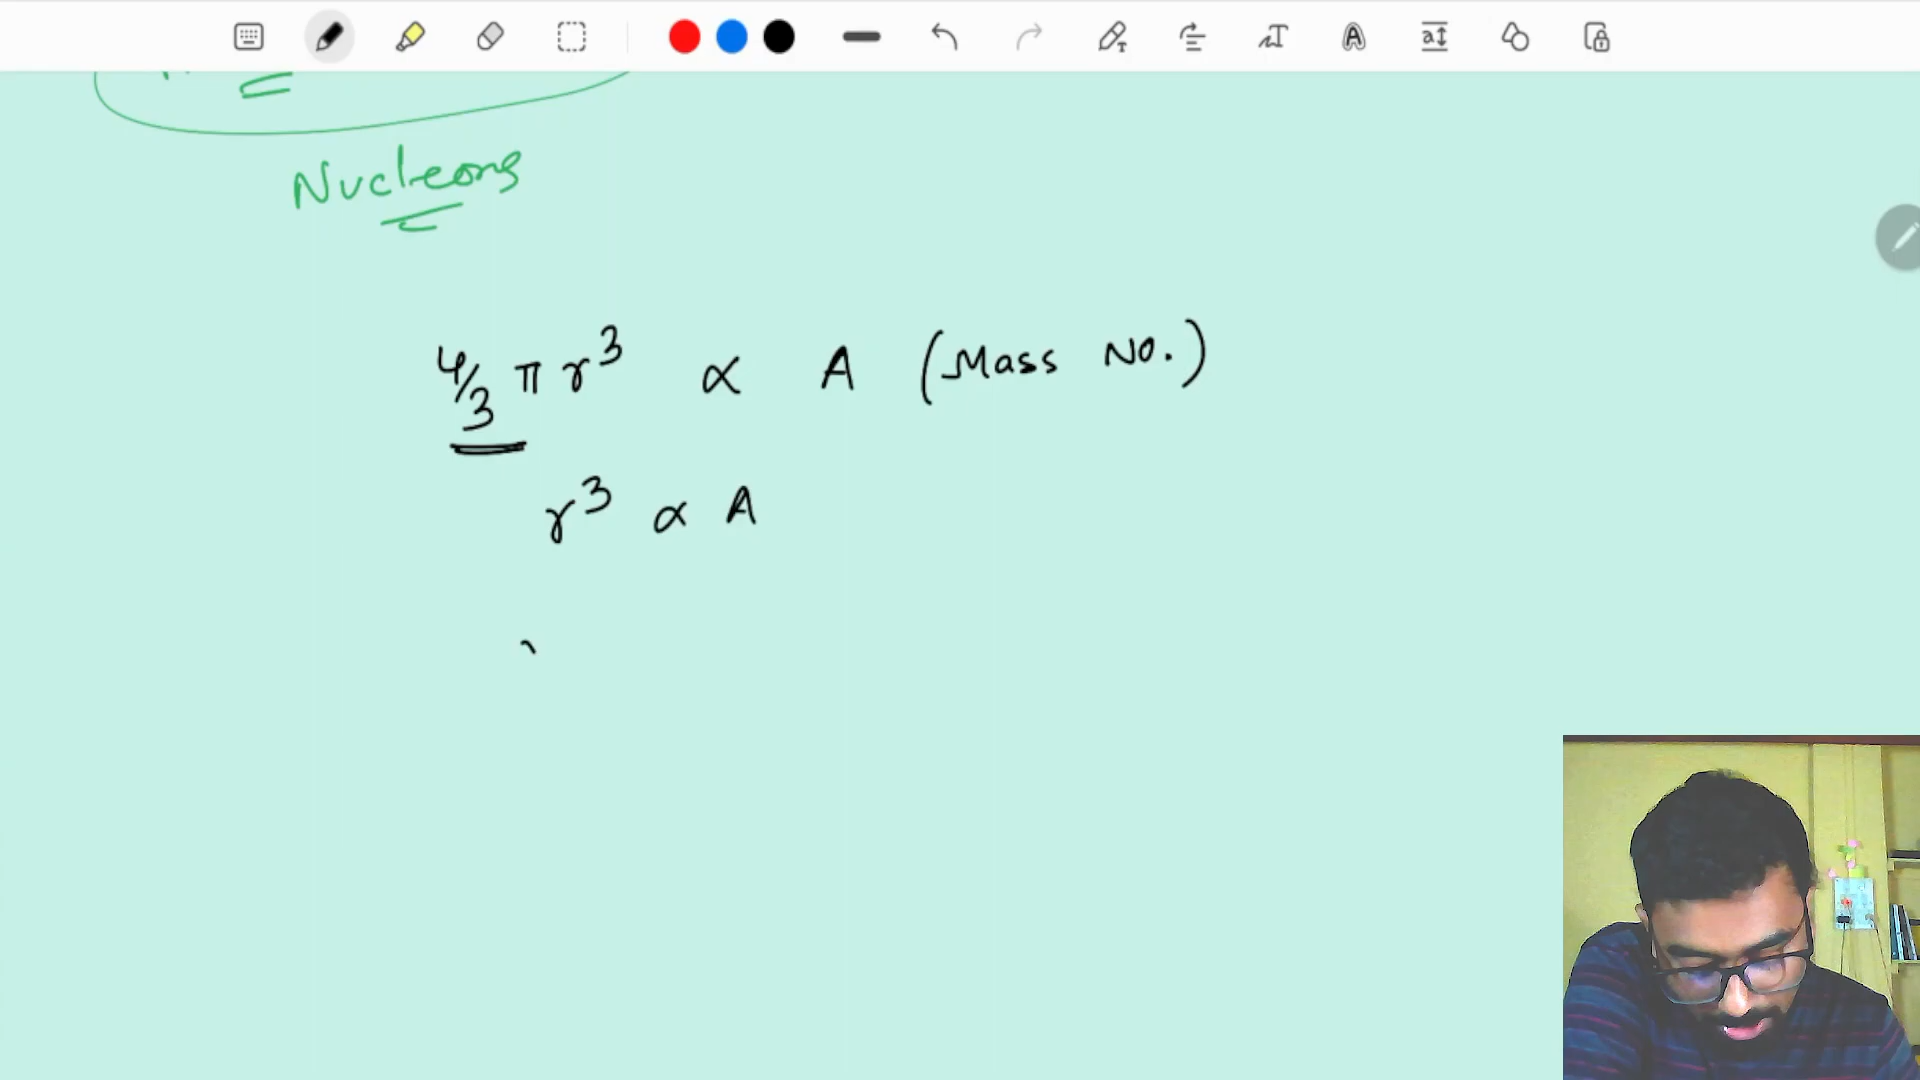 Nucleons
4/3 π r³ ∝ A (Mass No.)
r³ ∝ A